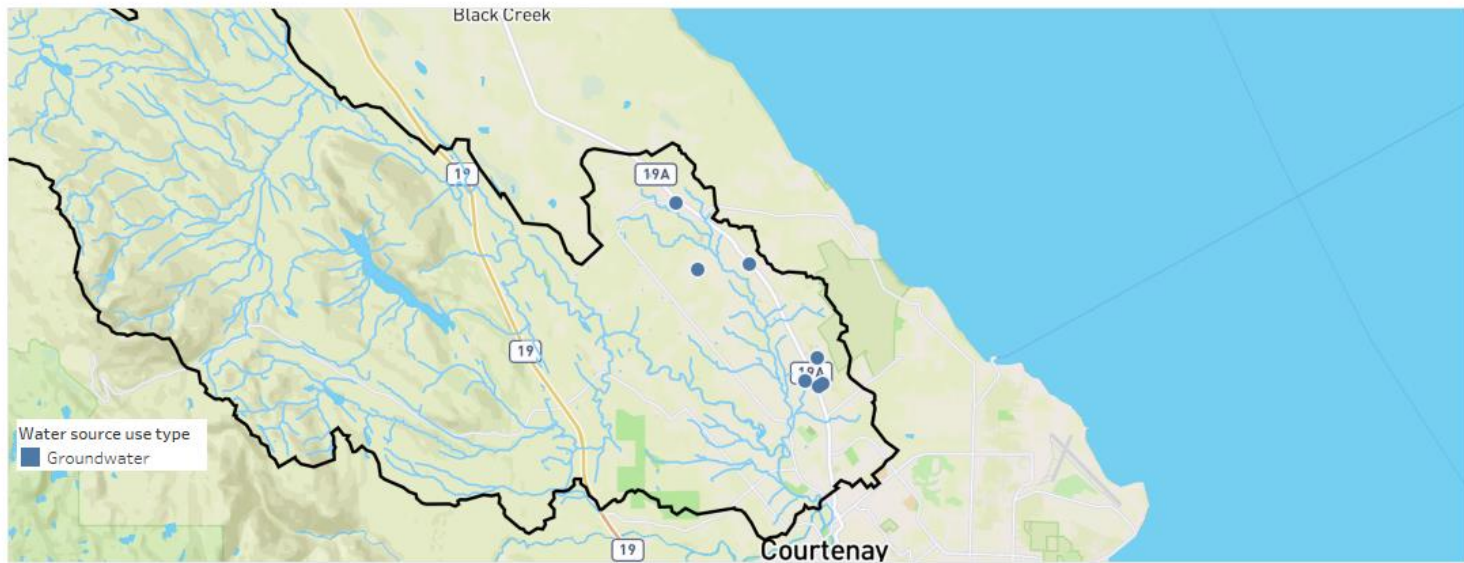 Black Creek
19A
19
19
19A
Water source use type
Groundwater
19
Courtenay